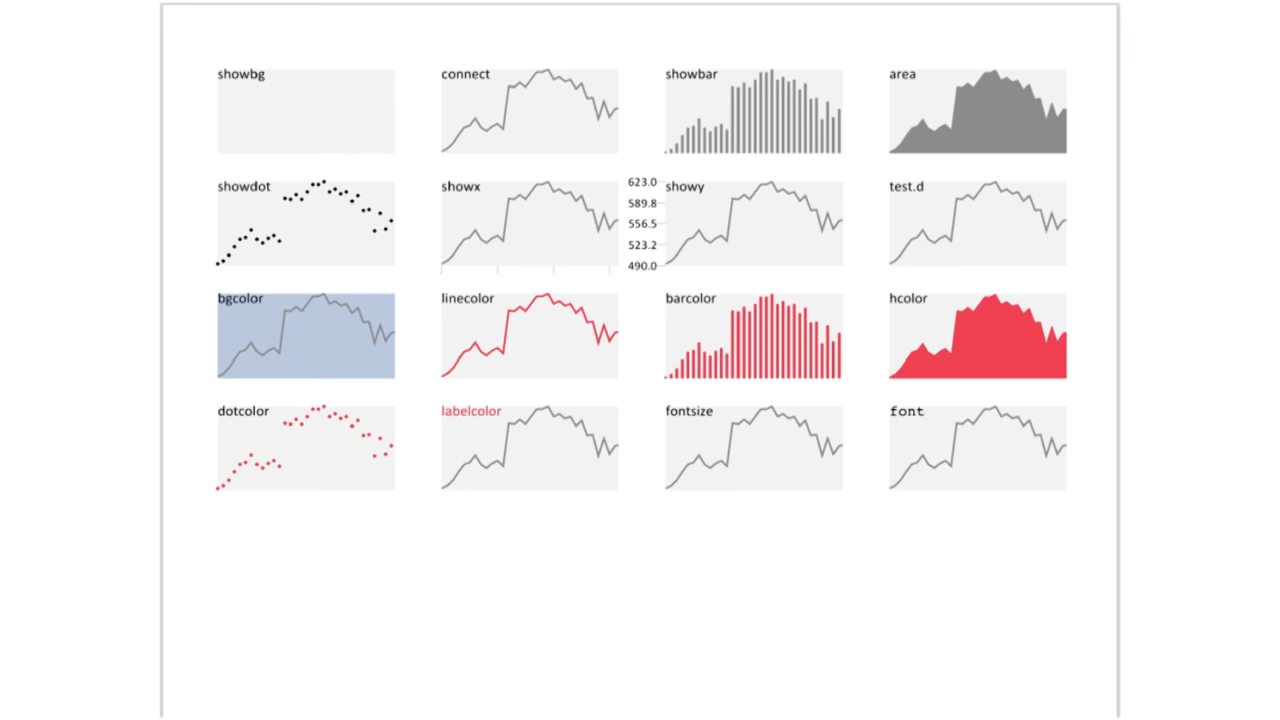 showbg
connect
showbar
area
showdot
showx
623.0
589.8
556.5
523.2
490.0
showy
test.d
bgcolor
linecolor
barcolor
hcolor
dotcolor
labelcolor
fontsize
font